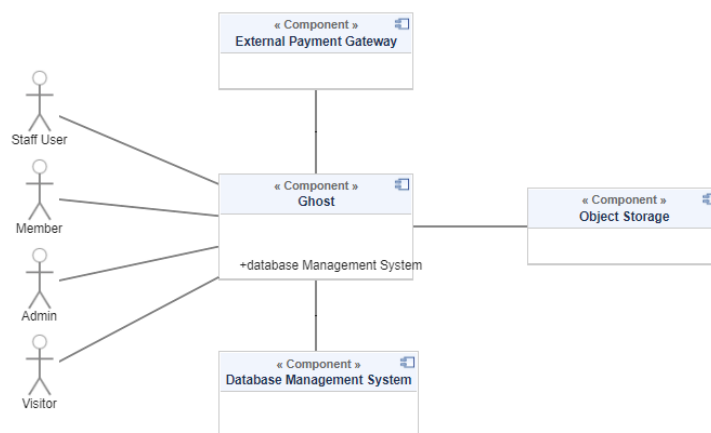 « Component »
External Payment Gateway
Staff User
« Component »
Ghost
Member
« Component »
Object Storage
+database Management System
Admin
« Component »
Database Management System
Visitor